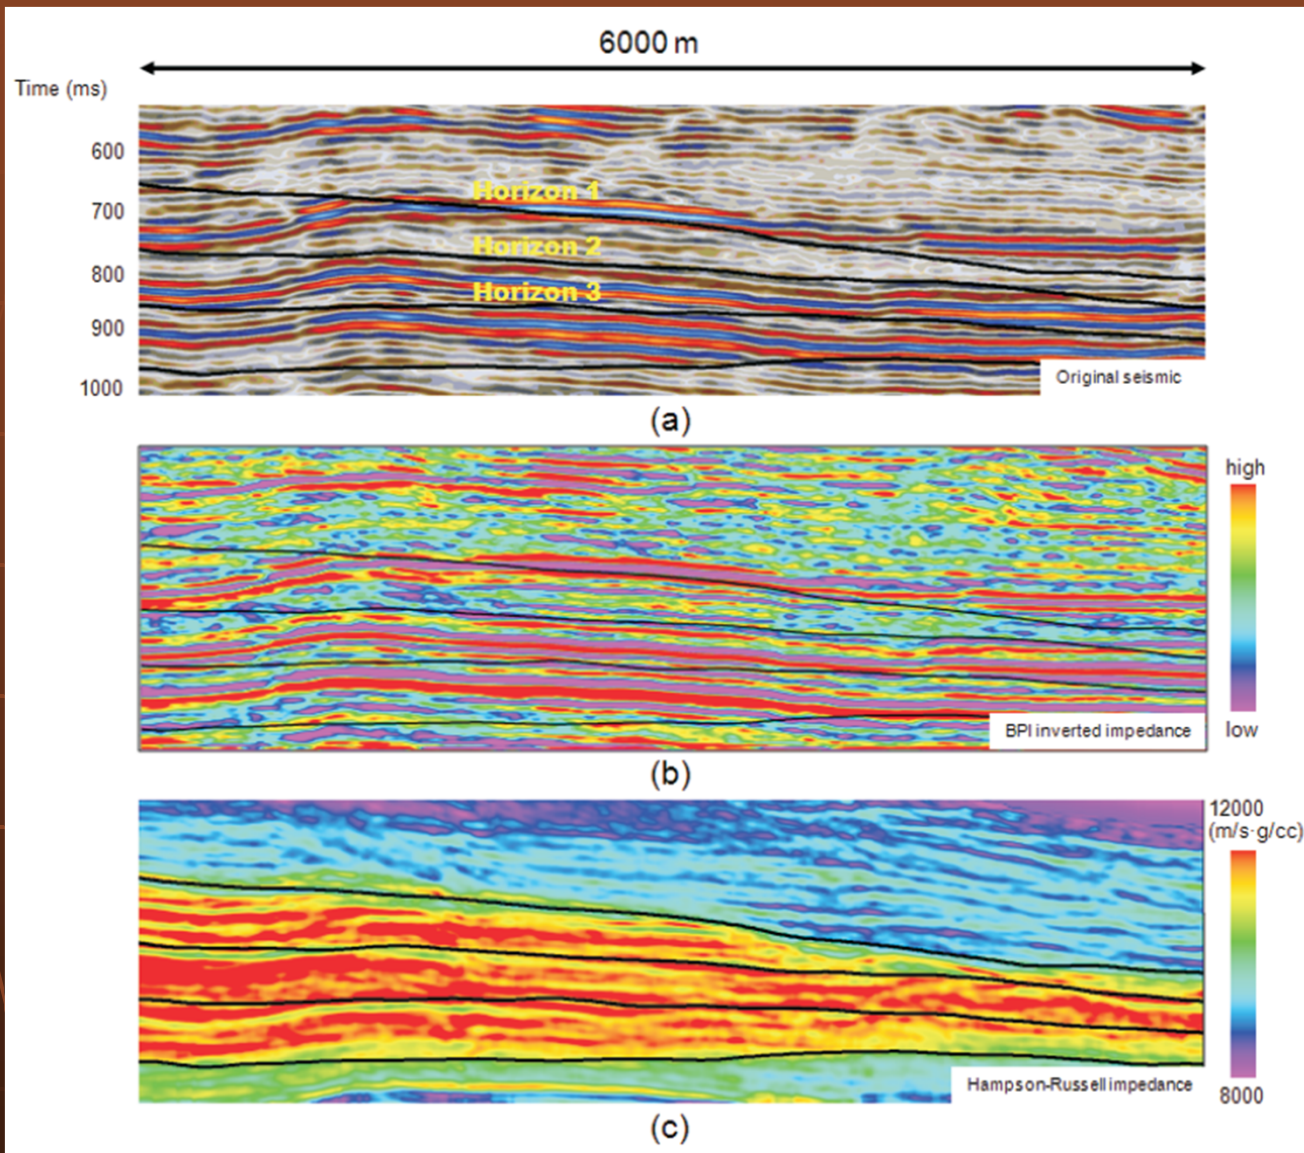 6000 m
Time (ms)
600
700
800
900
1000
Horizon 1
Horizon 2
Horizon 3
Original seismic
(a)
high
low
BPI inverted impedance
(b)
12000
(m/s·g/cc)
8000
Hampson-Russell impedance
(c)